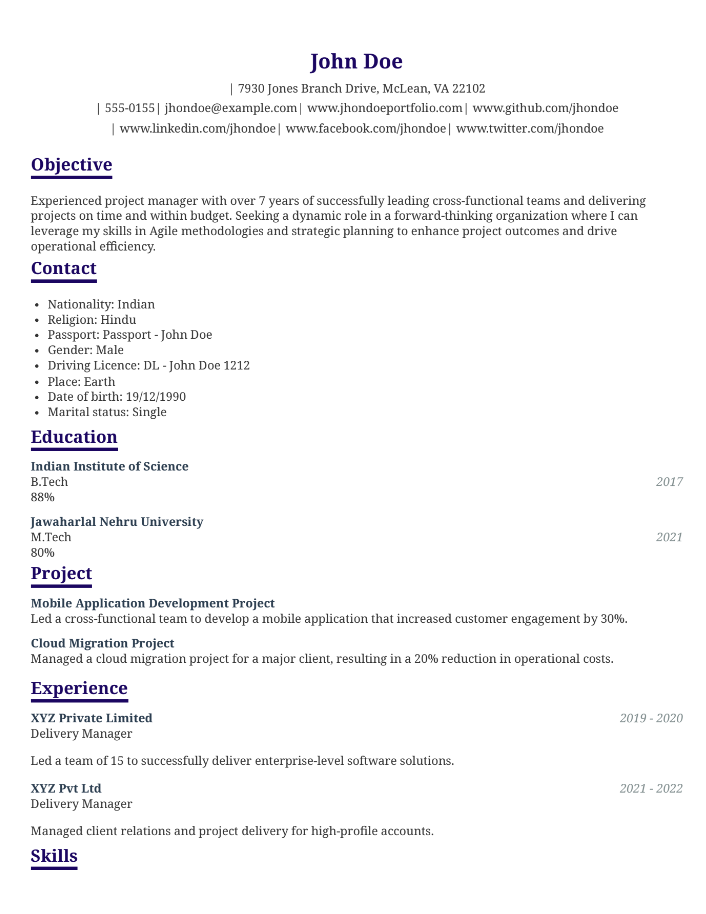 John Doe
| 7930 Jones Branch Drive, McLean, VA 22102
| 555-0155| jhondoe@example.com| www.jhondoeportfolio.com| www.github.com/jhondoe
| www.linkedin.com/jhondoe| www.facebook.com/jhondoe| www.twitter.com/jhondoe
Objective
Experienced project manager with over 7 years of successfully leading cross-functional teams and delivering
projects on time and within budget. Seeking a dynamic role in a forward-thinking organization where I can
leverage my skills in Agile methodologies and strategic planning to enhance project outcomes and drive
operational efficiency.
Contact
• Nationality: Indian
• Religion: Hindu
• Passport: Passport - John Doe
• Gender: Male
• Driving Licence: DL - John Doe 1212
• Place: Earth
• Date of birth: 19/12/1990
• Marital status: Single
Education
Indian Institute of Science
B.Tech 2017
88%
Jawaharlal Nehru University
M.Tech 2021
80%
Project
Mobile Application Development Project
Led a cross-functional team to develop a mobile application that increased customer engagement by 30%.
Cloud Migration Project
Managed a cloud migration project for a major client, resulting in a 20% reduction in operational costs.
Experience
XYZ Private Limited 2019 - 2020
Delivery Manager
Led a team of 15 to successfully deliver enterprise-level software solutions.
XYZ Pvt Ltd 2021 - 2022
Delivery Manager
Managed client relations and project delivery for high-profile accounts.
Skills